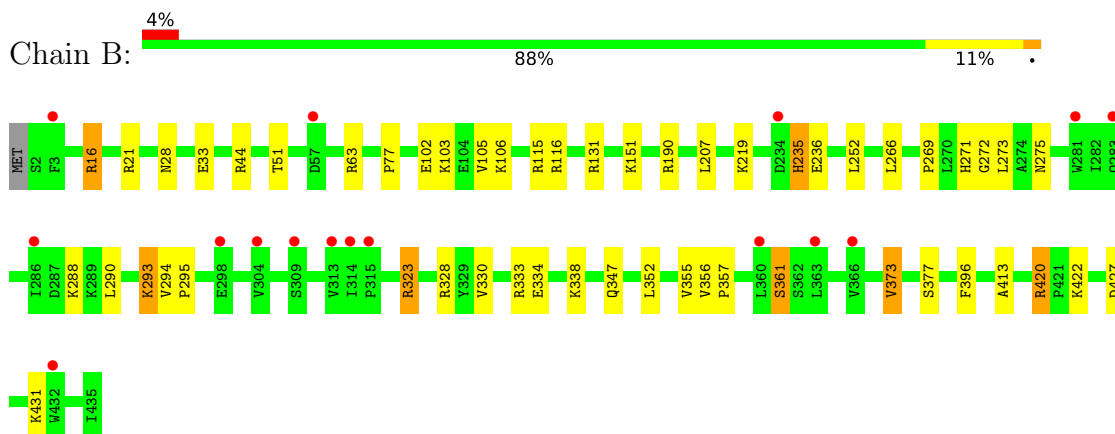 4%
Chain B:
88% 11% •
MET S2 F3 R16 R21 N28 E33 R44 T51 D57 R63 P77 E102 K103 E104 V105 K106 R115 R116 R131 K151 R190 L207 K219 D234 H235 E236 L252 L266 P269 L270 H271 G272 L273 A274 N275 W281 I282
I286 D287 K288 K289 L290 K293 V294 P295 E298 V304 S309 V313 I314 P315 R323 R328 Y329 V330 R333 E334 K338 Q347 L352 V355 V356 P357 L360 S361 S362 L363 V366 V373 S377 F396 A413 R420 P421 K422
K431 W432 I435